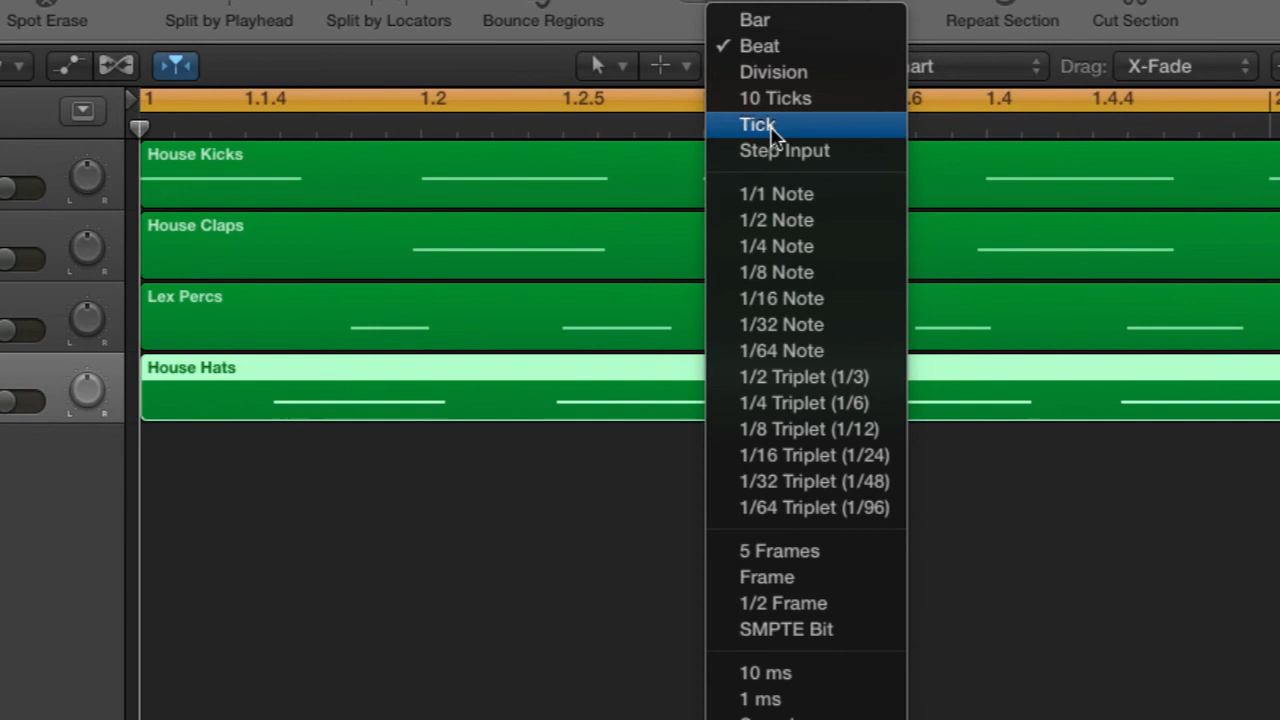 Spot Erase
Split by Playhead
Split by Locators
Bounce Regions
Repeat Section
Cut Section
Drag:
X-Fade
1
1.1.4
1.2
1.2.5
1.4
1.4.4
House Kicks
House Claps
Lex Percs
House Hats
L R
L R
L R
L R
Bar
✓ Beat
Division
10 Ticks
Tick
Step Input
1/1 Note
1/2 Note
1/4 Note
1/8 Note
1/16 Note
1/32 Note
1/64 Note
1/2 Triplet (1/3)
1/4 Triplet (1/6)
1/8 Triplet (1/12)
1/16 Triplet (1/24)
1/32 Triplet (1/48)
1/64 Triplet (1/96)
5 Frames
Frame
1/2 Frame
SMPTE Bit
10 ms
1 ms